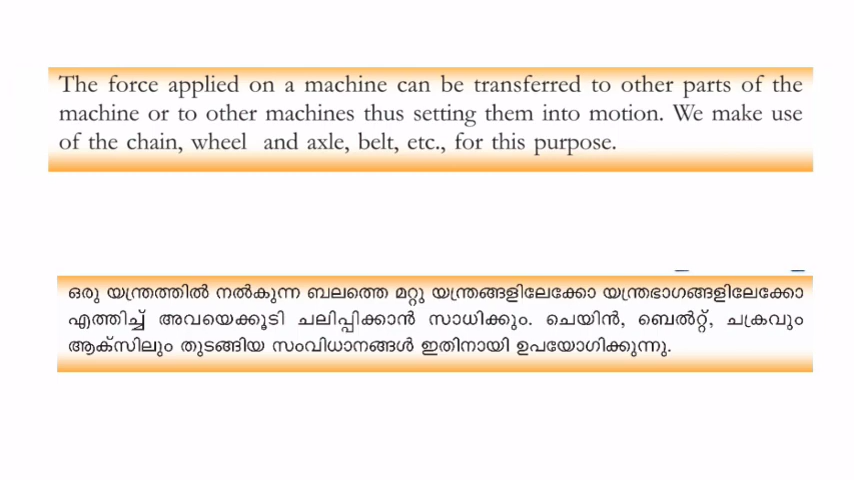 The force applied on a machine can be transferred to other parts of the
machine or to other machines thus setting them into motion. We make use
of the chain, wheel and axle, belt, etc., for this purpose.
ഒരു യന്ത്രത്തിൽ നൽകുന്ന ബലത്തെ മറ്റു യന്ത്രങ്ങളിലേക്കോ യന്ത്രഭാഗങ്ങളിലേക്കോ
എത്തിച്ച് അവയെക്കൂടി ചലിപ്പിക്കാൻ സാധിക്കും. ചെയിൻ, ബെൽറ്റ്, ചക്രവും
ആക്സിലും തുടങ്ങിയ സംവിധാനങ്ങൾ ഇതിനായി ഉപയോഗിക്കുന്നു.